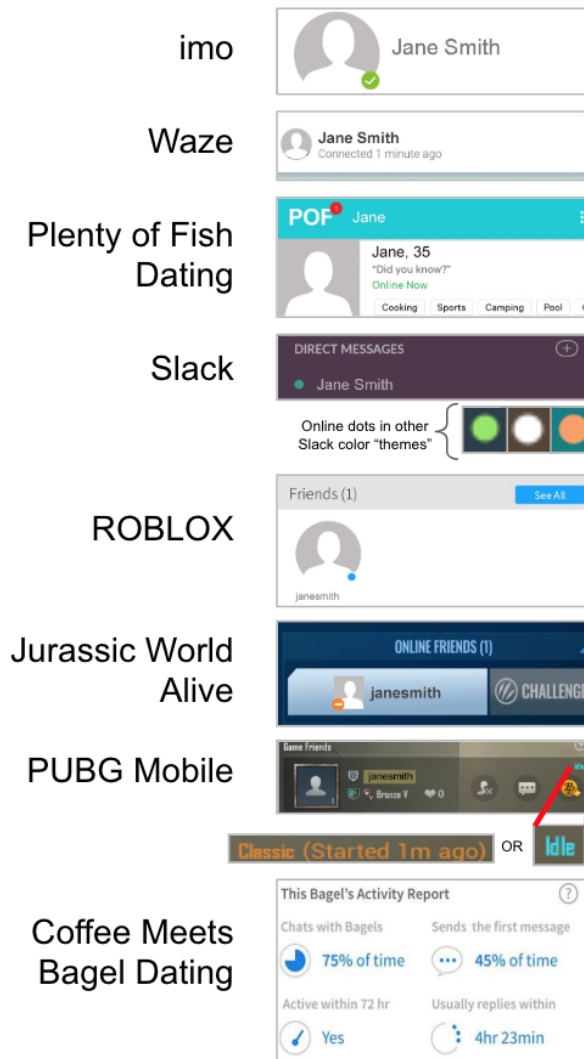 imo
Jane Smith
Waze
Jane Smith
Connected 1 minute ago
Plenty of Fish
Dating
POF 1 Jane
Jane, 35
"Did you know?"
Online Now
Cooking Sports Camping Pool
Slack
DIRECT MESSAGES
Jane Smith
Online dots in other
Slack color “themes”
ROBLOX
Friends (1) See All
janesmith
Jurassic World
Alive
ONLINE FRIENDS (1)
janesmith CHALLENGE
PUBG Mobile
Game Friends
janesmith
Bronze V 0
1
Idle
Classic (Started 1m ago) OR Idle
Coffee Meets
Bagel Dating
This Bagel's Activity Report ?
Chats with Bagels Sends the first message
75% of time 45% of time
Active within 72 hr Usually replies within
Yes 4hr 23min